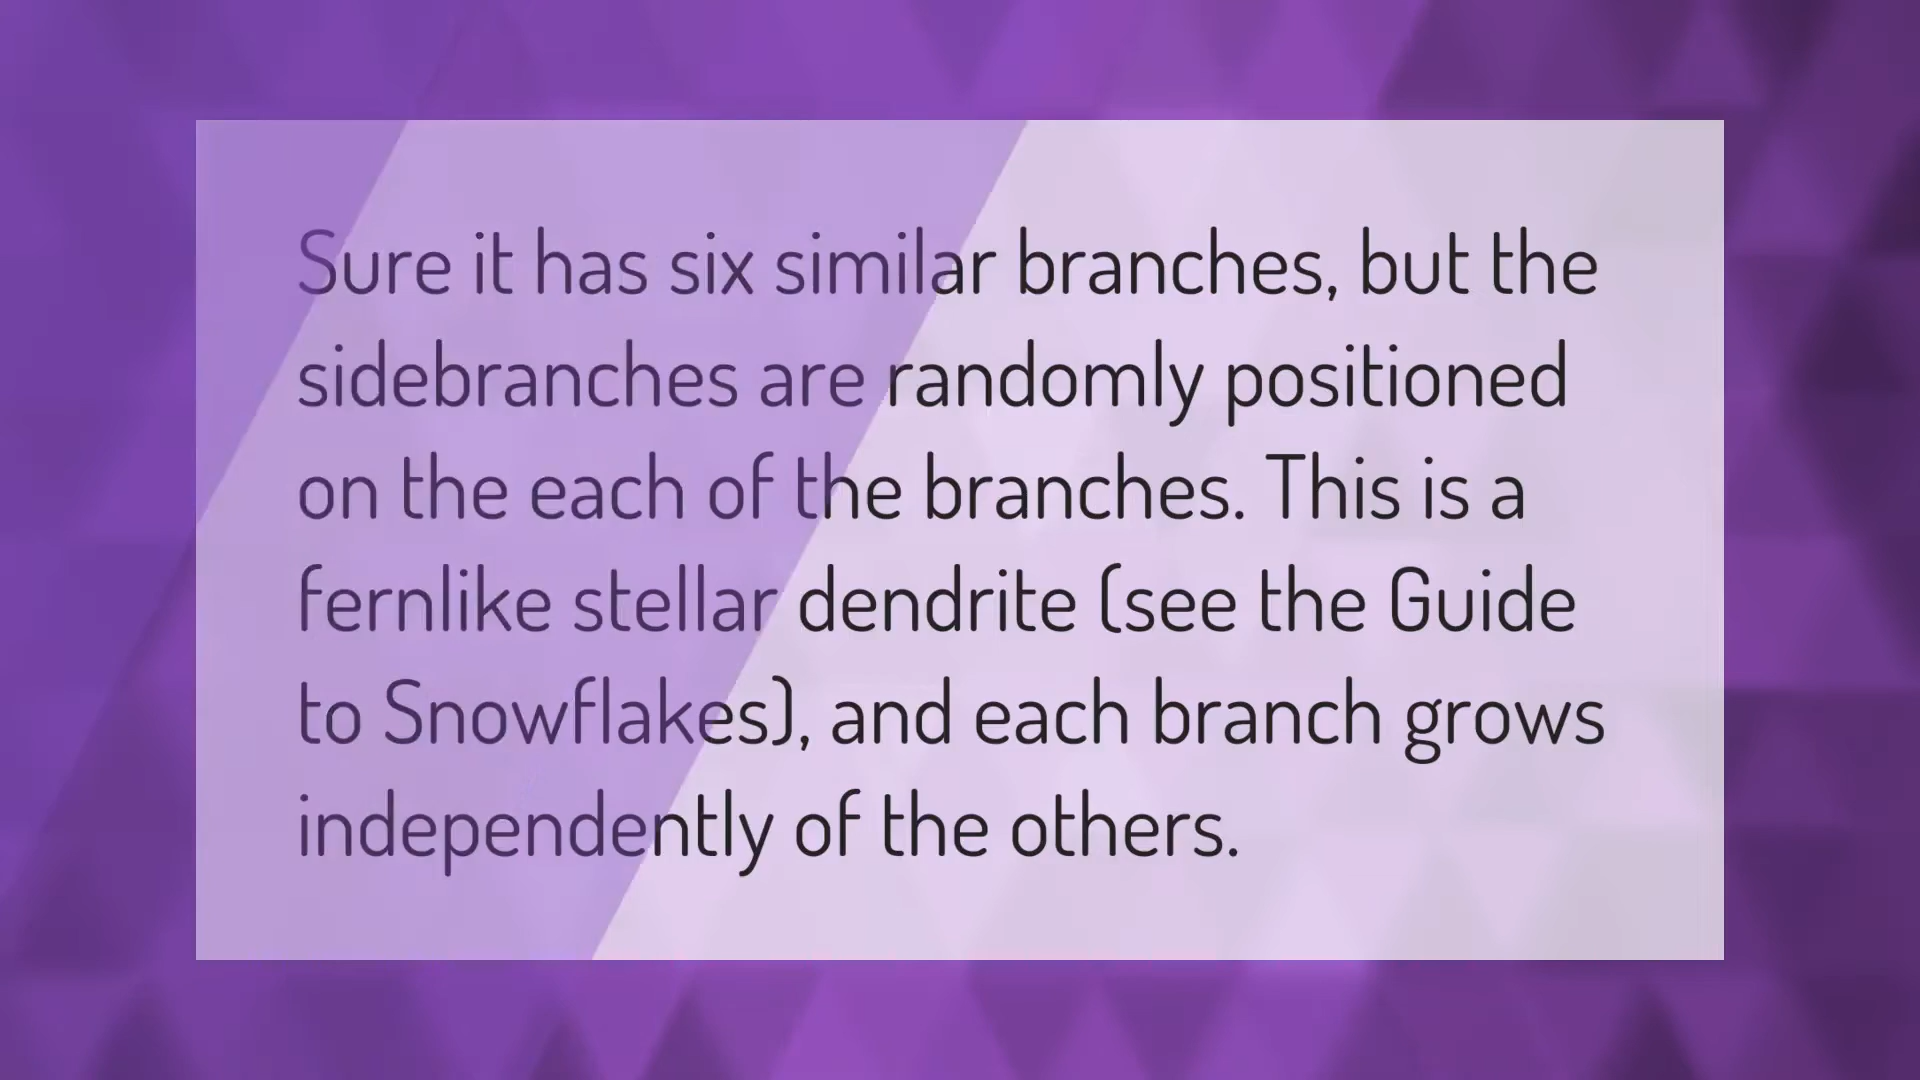 Sure it has six similar branches, but the
sidebranches are randomly positioned
on the each of the branches. This is a
fernlike stellar dendrite (see the Guide
to Snowflakes), and each branch grows
independently of the others.